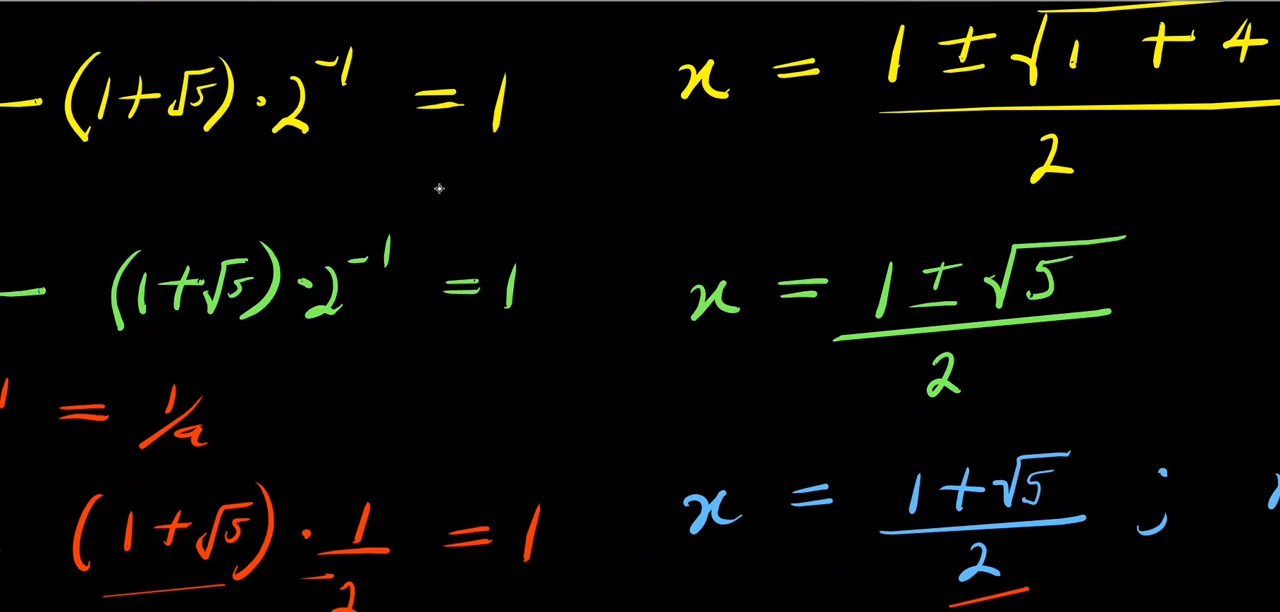 − (1+√5)·2⁻¹ = 1
− (1+√5)·2⁻¹ = 1
= 1/a
(1+√5)·1/2 = 1
x = (1 ± √(1 + 4))/2
x = (1 ± √5)/2
x = (1+√5)/2 ;